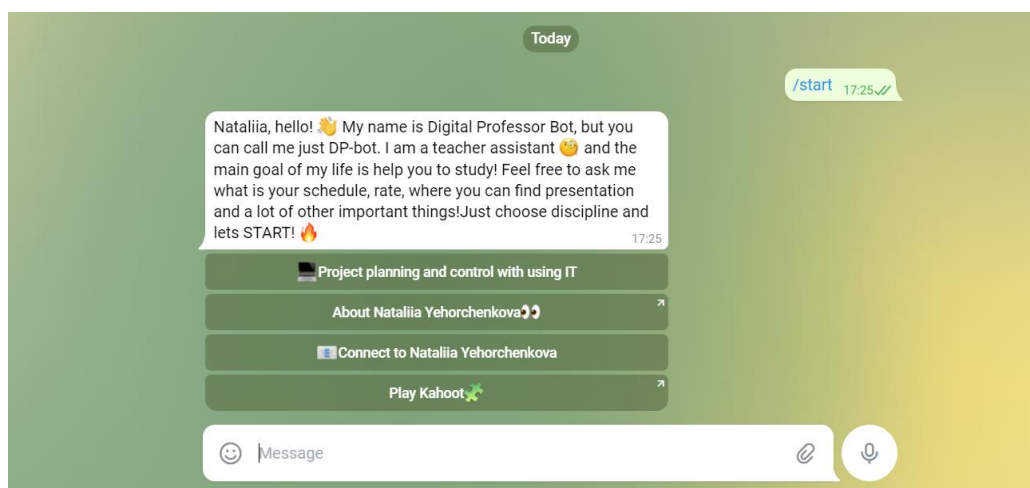 Today
/start 17:25
Nataliia, hello! 👋 My name is Digital Professor Bot, but you
can call me just DP-bot. I am a teacher assistant 🧐 and the
main goal of my life is help you to study! Feel free to ask me
what is your schedule, rate, where you can find presentation
and a lot of other important things!Just choose discipline and
lets START! 🔥 17:25
💻Project planning and control with using IT
About Nataliia Yehorchenkova👀
📧Connect to Nataliia Yehorchenkova
Play Kahoot🧩
Message